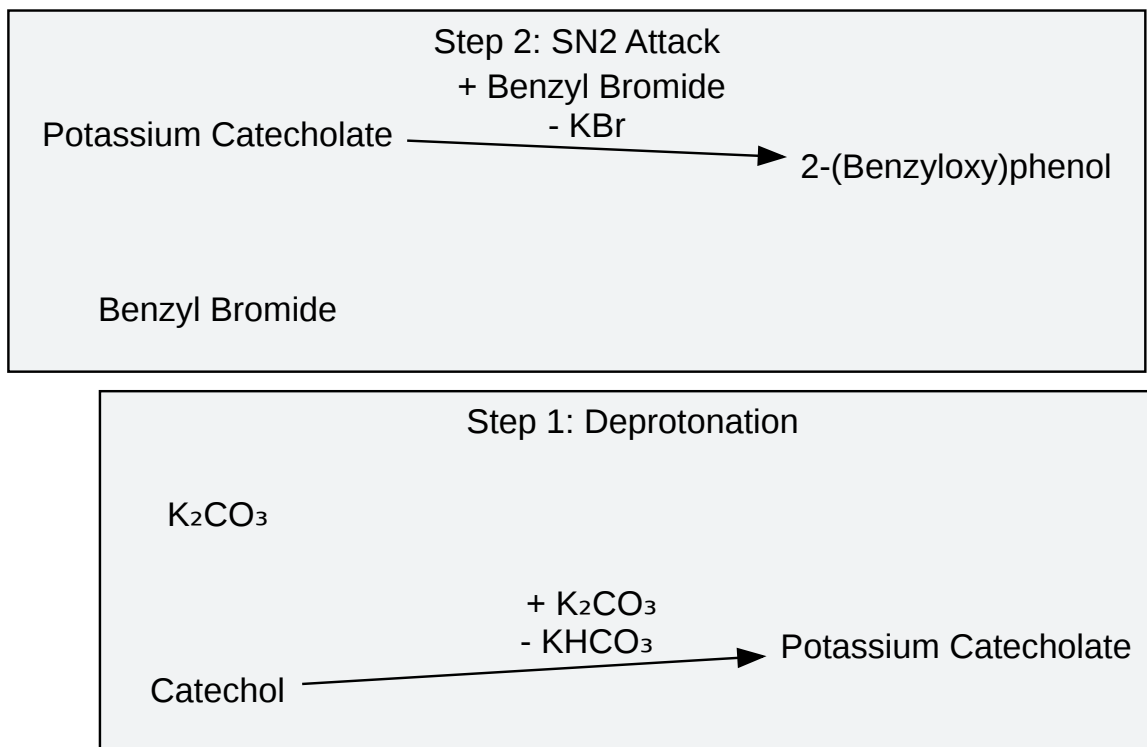 Step 2: SN2 Attack
+ Benzyl Bromide
- KBr
Potassium Catecholate
2-(Benzyloxy)phenol
Benzyl Bromide
Step 1: Deprotonation
K₂CO₃
+ K₂CO₃
- KHCO₃
Potassium Catecholate
Catechol